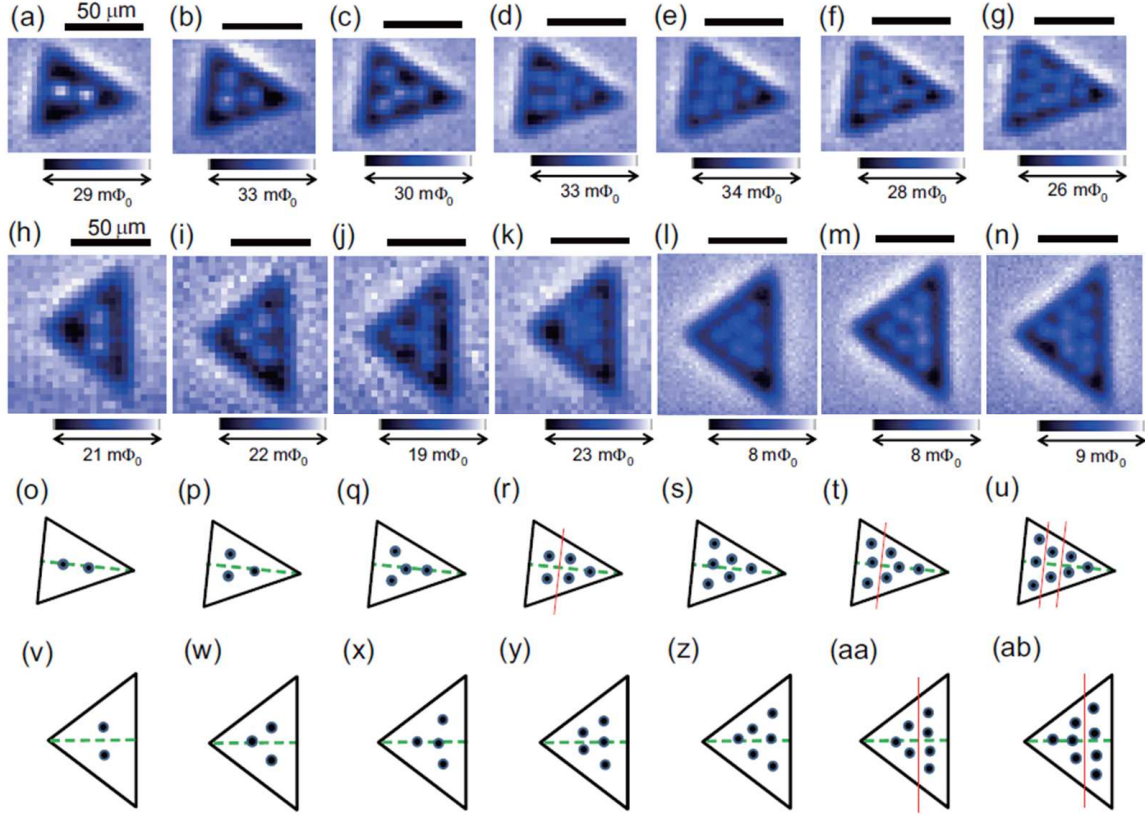 (a) 50 μm (b) (c) (d) (e) (f) (g)
29 mΦ₀ 33 mΦ₀ 30 mΦ₀ 33 mΦ₀ 34 mΦ₀ 28 mΦ₀ 26 mΦ₀
(h) 50 μm (i) (j) (k) (l) (m) (n)
21 mΦ₀ 22 mΦ₀ 19 mΦ₀ 23 mΦ₀ 8 mΦ₀ 8 mΦ₀ 9 mΦ₀
(o) (p) (q) (r) (s) (t) (u)
(v) (w) (x) (y) (z) (aa) (ab)